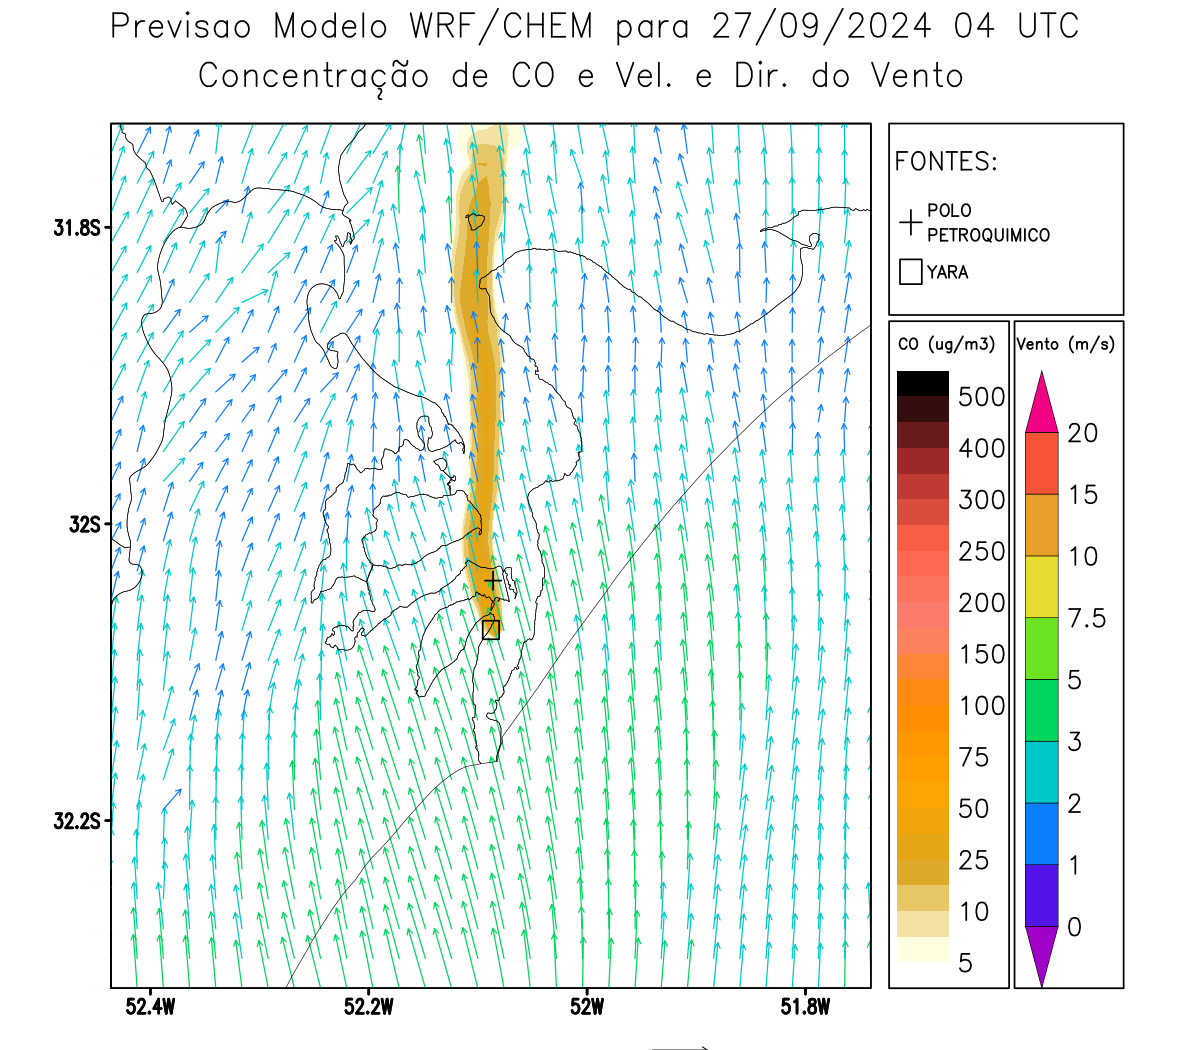 Previsao Modelo WRF/CHEM para 27/09/2024 04 UTC
Concentração de CO e Vel. e Dir. do Vento
FONTES:
POLO
PETROQUIMICO
YARA
31.8S
32S
32.2S
52.4W
52.2W
52W
51.8W
CO (ug/m3)
500
400
300
250
200
150
100
75
50
25
10
5
Vento (m/s)
20
15
10
7.5
5
3
2
1
0